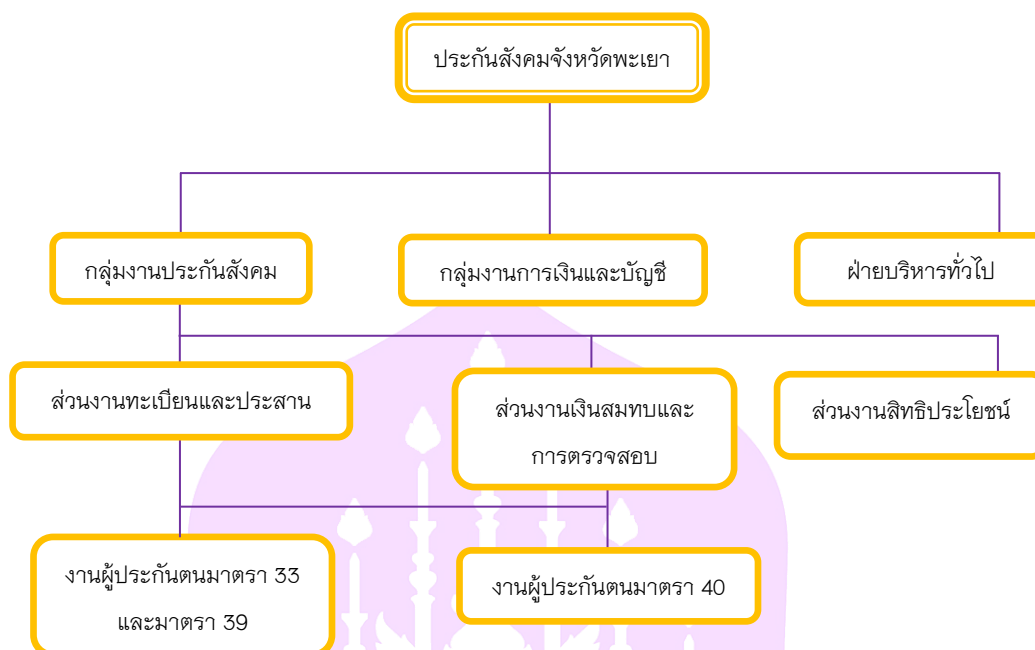 ประกันสังคมจังหวัดพะเยา
กลุ่มงานประกันสังคม
กลุ่มงานการเงินและบัญชี
ฝ่ายบริหารทั่วไป
ส่วนงานทะเบียนและประสาน
ส่วนงานเงินสมทบและ
การตรวจสอบ
ส่วนงานสิทธิประโยชน์
งานผู้ประกันตนมาตรา 33
และมาตรา 39
งานผู้ประกันตนมาตรา 40